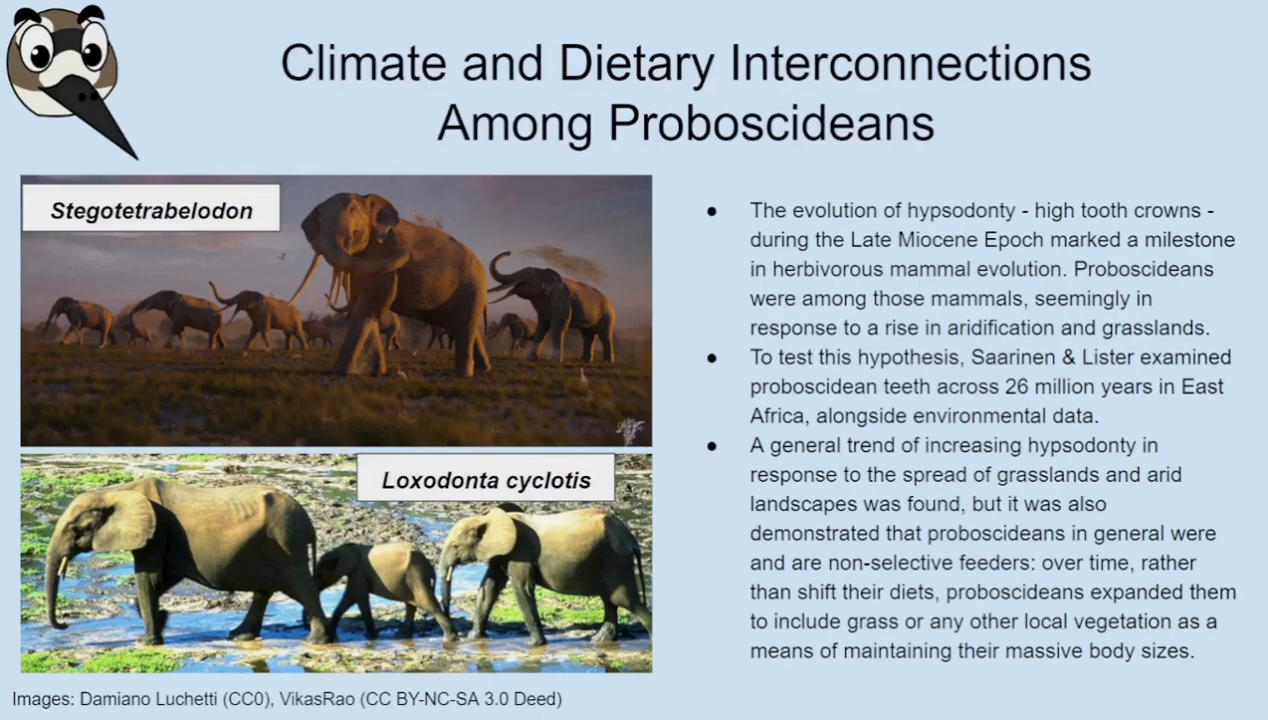 Climate and Dietary Interconnections
Among Proboscideans
Stegotetrabelodon
Loxodonta cyclotis
● The evolution of hypsodonty - high tooth crowns -
during the Late Miocene Epoch marked a milestone
in herbivorous mammal evolution. Proboscideans
were among those mammals, seemingly in
response to a rise in aridification and grasslands.
● To test this hypothesis, Saarinen & Lister examined
proboscidean teeth across 26 million years in East
Africa, alongside environmental data.
● A general trend of increasing hypsodonty in
response to the spread of grasslands and arid
landscapes was found, but it was also
demonstrated that proboscideans in general were
and are non-selective feeders: over time, rather
than shift their diets, proboscideans expanded them
to include grass or any other local vegetation as a
means of maintaining their massive body sizes.
Images: Damiano Luchetti (CC0), VikasRao (CC BY-NC-SA 3.0 Deed)